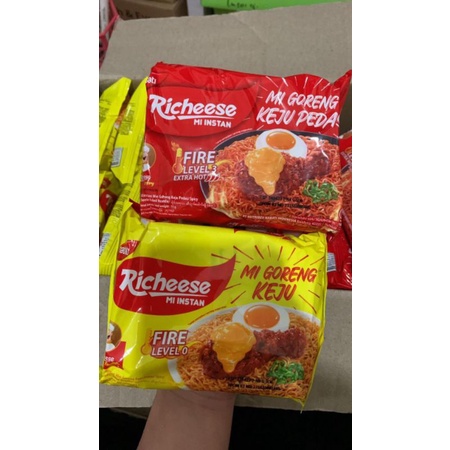 Richeese
MI INSTAN
MI GORENG
KEJU PEDAS
FIRE
LEVEL 3
EXTRA HOT
Richeese
MI INSTAN
MI GORENG
KEJU
FIRE
LEVEL 0